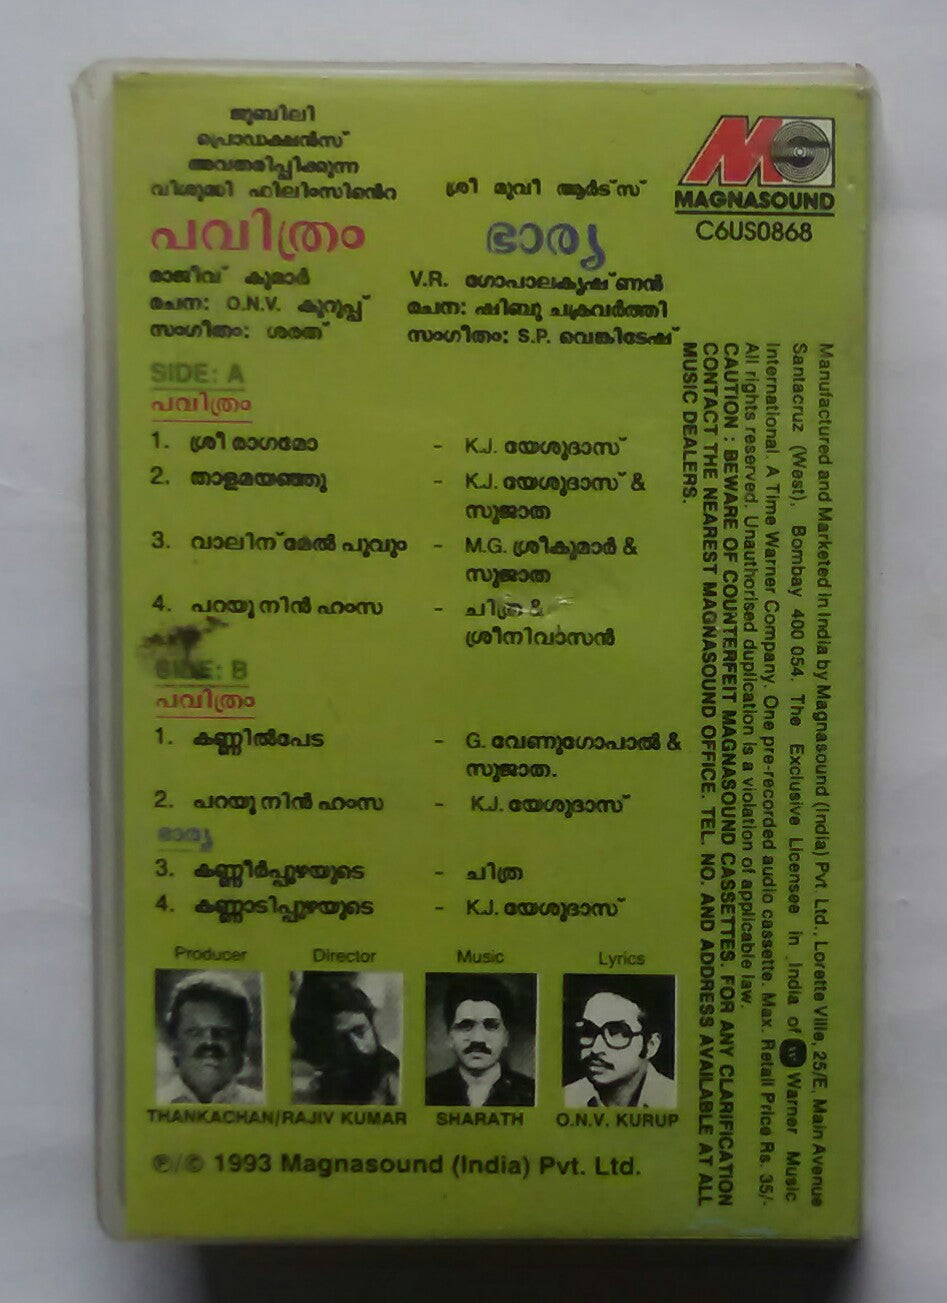 ജൂബിലി
പ്രൊഡക്ഷൻസ്
അവതരിപ്പിക്കുന്ന
വിശുദ്ധി ഫിലിംസിൻെറ
പവിത്രം
രാജീവ് കുമാർ
രചന: O.N.V. കുറുപ്പ്
സംഗീതം: ശരത്
ശ്രീ മൂവീ ആർട്സ്
ഭാര്യ
V.R. ഗോപാലകൃഷ്ണൻ
രചന: ഷിബു ചക്രവർത്തി
സംഗീതം: S.P. വെങ്കിടേഷ്
MAGNASOUND
C6US0868
SIDE: A
പവിത്രം
1. ശ്രീ രാഗമോ - K.J. യേശുദാസ്
2. താളമയഞ്ഞു - K.J. യേശുദാസ് &
സുജാത
3. വാലിന്മേൽ പൂവും - M.G. ശ്രീകുമാർ &
സുജാത
4. പറയൂ നിൻ ഹംസ - ചിത്ര &
ശ്രീനിവാസൻ
SIDE: B
പവിത്രം
1. കണ്ണിൽപേട - G. വേണുഗോപാൽ &
സുജാത.
2. പറയൂ നിൻ ഹംസ - K.J. യേശുദാസ്
ഭാര്യ
3. കണ്ണീർപ്പുഴയുടെ - ചിത്ര
4. കണ്ണാടിപ്പുഴയുടെ - K.J. യേശുദാസ്
Producer Director Music Lyrics
THANKACHAN/RAJIV KUMAR SHARATH O.N.V. KURUP
℗/© 1993 Magnasound (India) Pvt. Ltd.
Manufactured and Marketed in India by Magnasound (India) Pvt. Ltd., Lorette Ville, 25/E, Main Avenue
Santacruz (West), Bombay 400 054. The Exclusive Licensee in India of Warner Music
International. A Time Warner Company. One pre-recorded audio cassette. Max. Retail Price Rs. 35/-
All rights reserved. Unauthorised duplication is a violation of applicable law.
CAUTION : BEWARE OF COUNTERFEIT MAGNASOUND CASSETTES. FOR ANY CLARIFICATION
CONTACT THE NEAREST MAGNASOUND OFFICE. TEL. NO. AND ADDRESS AVAILABLE AT ALL
MUSIC DEALERS.